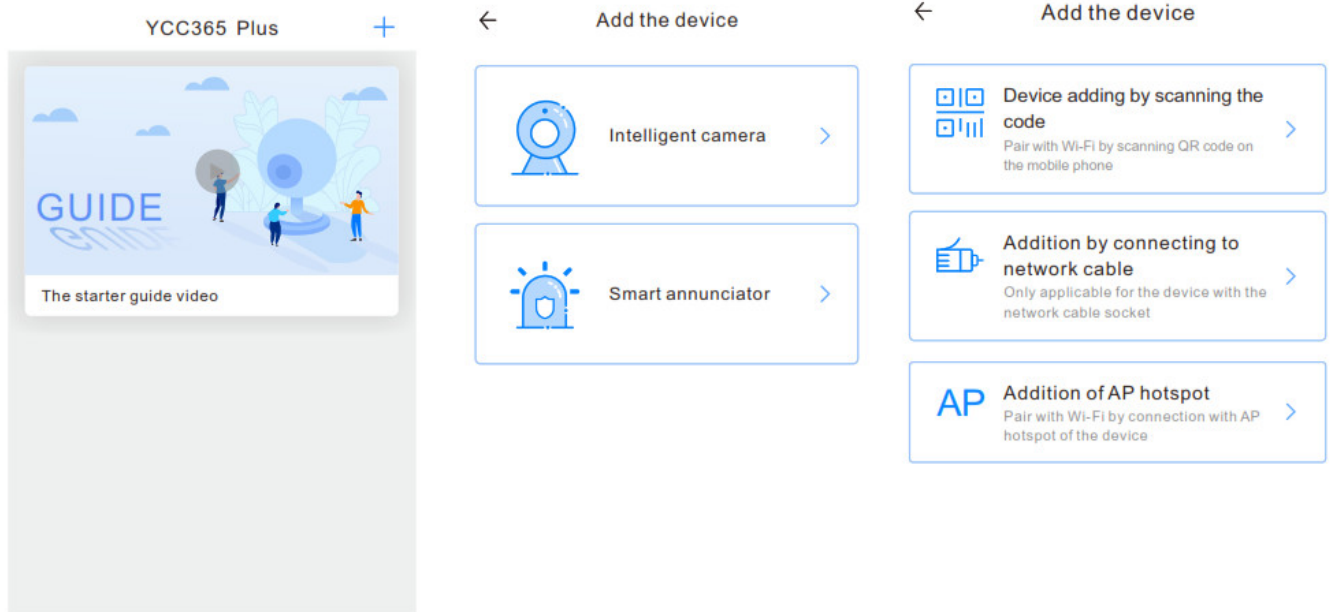 YCC365 Plus
GUIDE
GUIDE
The starter guide video
Add the device
Intelligent camera
Smart annunciator
Add the device
Device adding by scanning the
code
Pair with Wi-Fi by scanning QR code on
the mobile phone
Addition by connecting to
network cable
Only applicable for the device with the
network cable socket
AP
Addition of AP hotspot
Pair with Wi-Fi by connection with AP
hotspot of the device